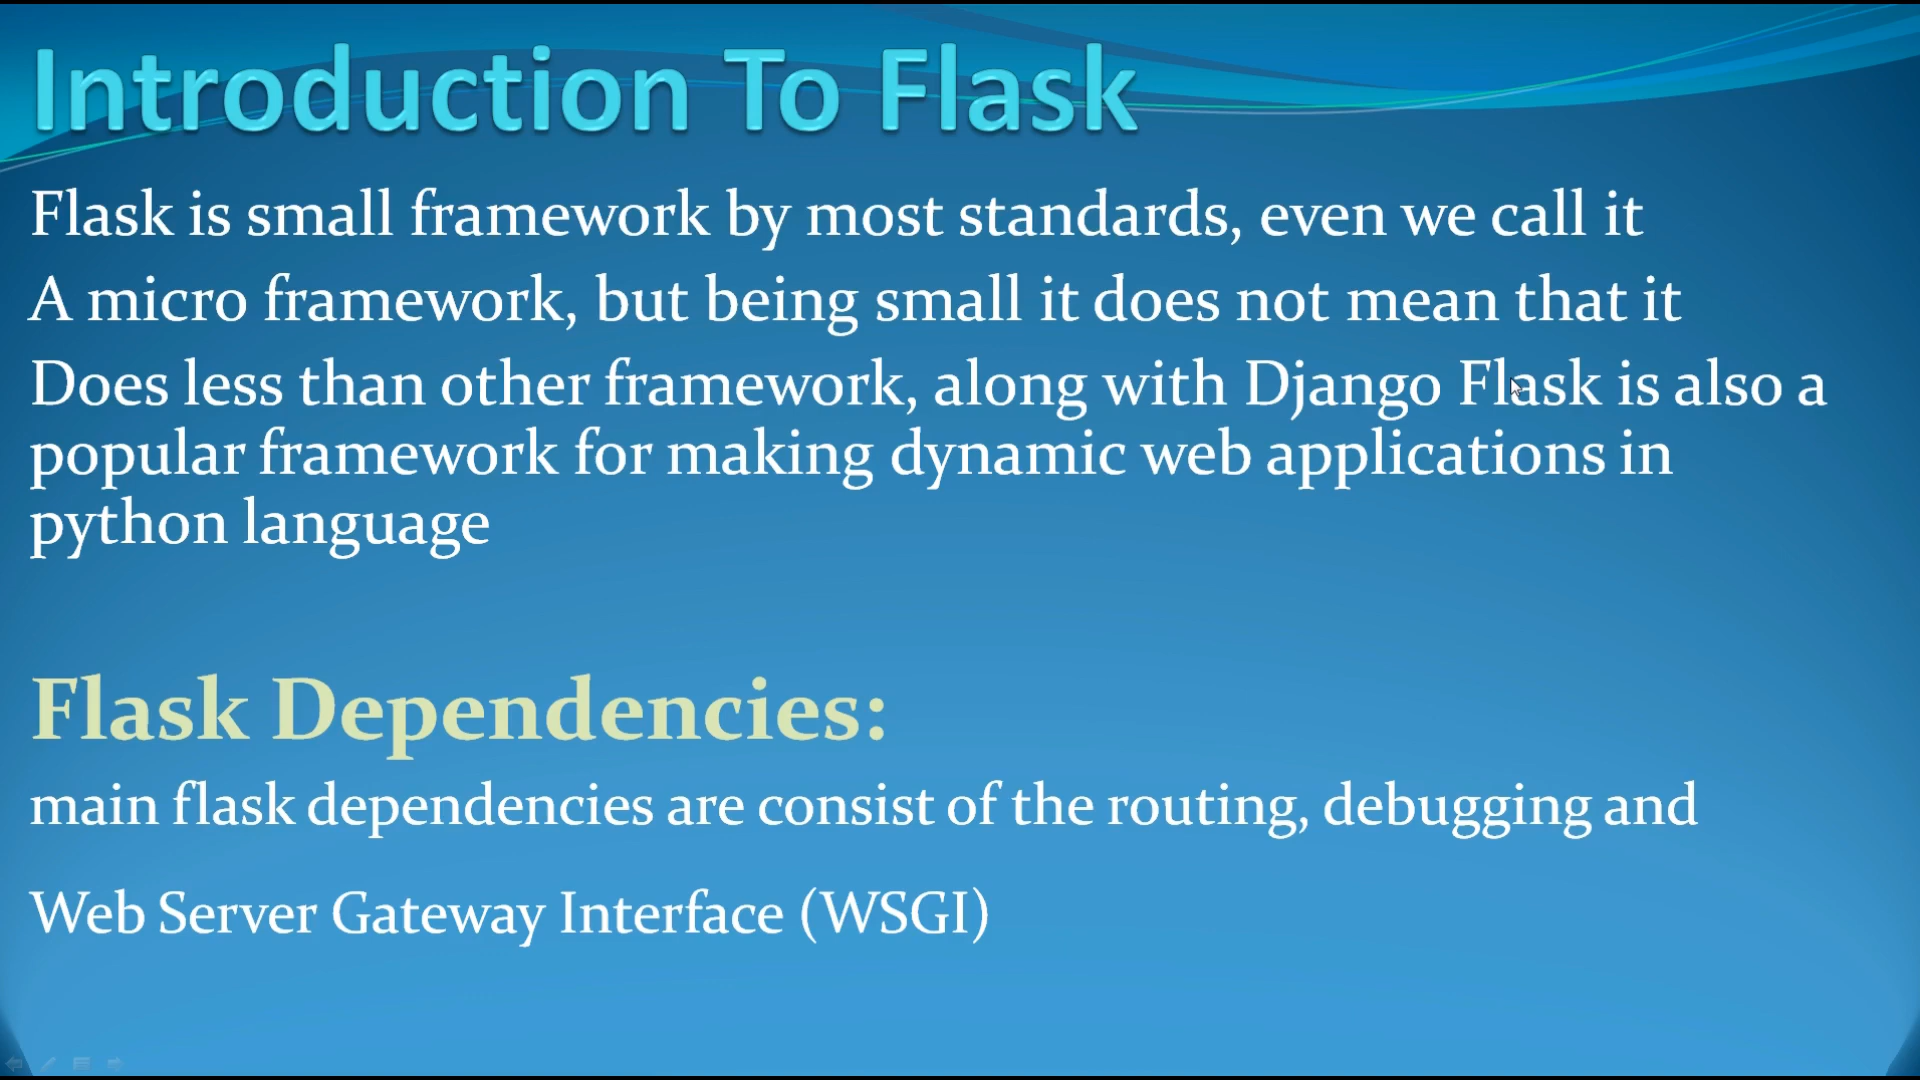 Introduction To Flask
Flask is small framework by most standards, even we call it
A micro framework, but being small it does not mean that it
Does less than other framework, along with Django Flask is also a
popular framework for making dynamic web applications in
python language
Flask Dependencies:
main flask dependencies are consist of the routing, debugging and
Web Server Gateway Interface (WSGI)